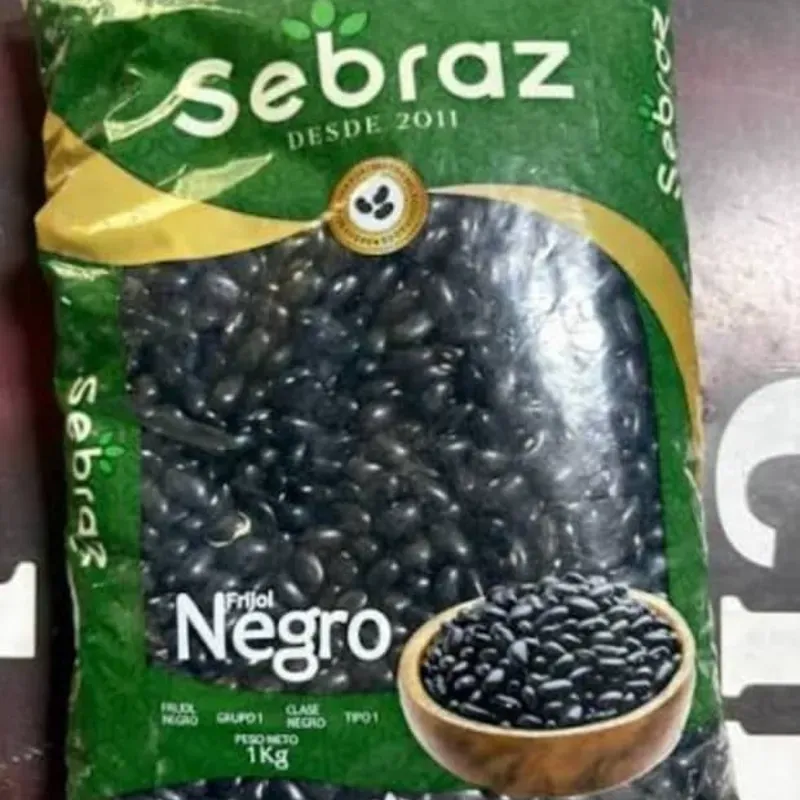 Sebraz
DESDE 2011
Sebraz
Sebraz
Frijol
Negro
FRIJOL
NEGRO
GRUPO 1
CLASE
NEGRO
TIPO 1
PESO NETO
1Kg